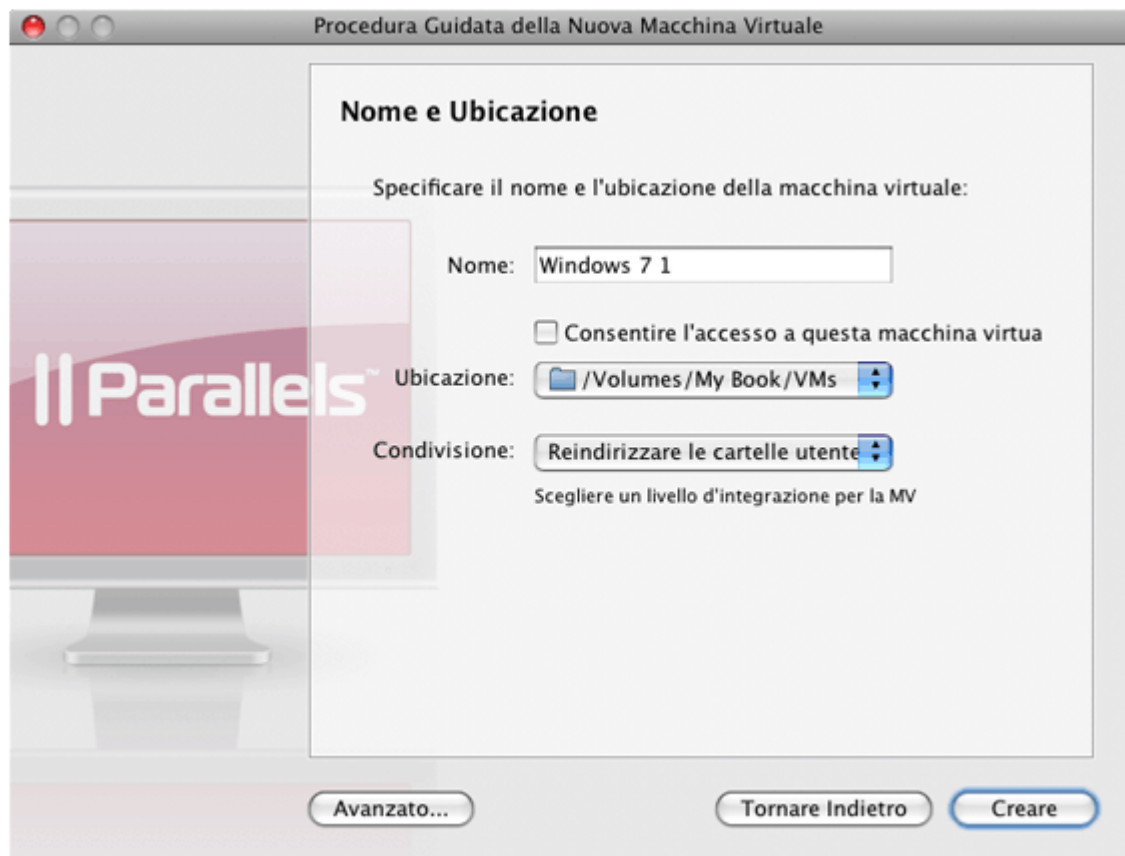 Procedura Guidata della Nuova Macchina Virtuale
Nome e Ubicazione
Specificare il nome e l'ubicazione della macchina virtuale:
Nome: Windows 7 1
Consentire l'accesso a questa macchina virtua
Ubicazione: /Volumes/My Book/VMs
Condivisione: Reindirizzare le cartelle utente
Scegliere un livello d'integrazione per la MV
Parallels™
Avanzato... Tornare Indietro Creare